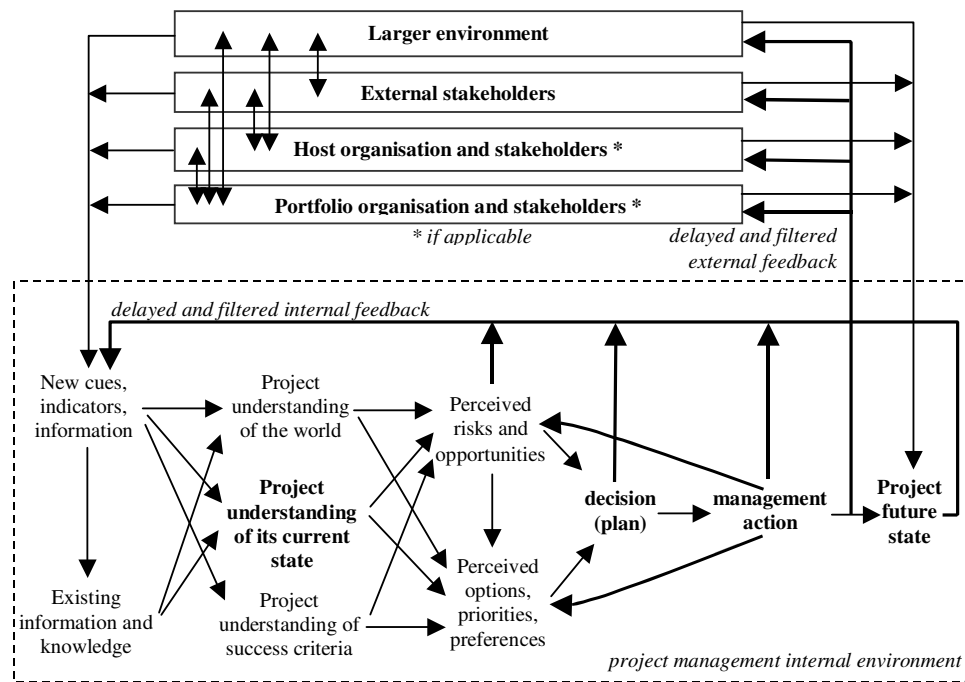 Larger environment
External stakeholders
Host organisation and stakeholders *
Portfolio organisation and stakeholders *
* if applicable
delayed and filtered
external feedback
delayed and filtered internal feedback
New cues,
indicators,
information
Project
understanding
of the world
Perceived
risks and
opportunities
Project
understanding
of its current
state
decision
(plan)
management
action
Project
future
state
Existing
information and
knowledge
Project
understanding of
success criteria
Perceived
options,
priorities,
preferences
project management internal environment